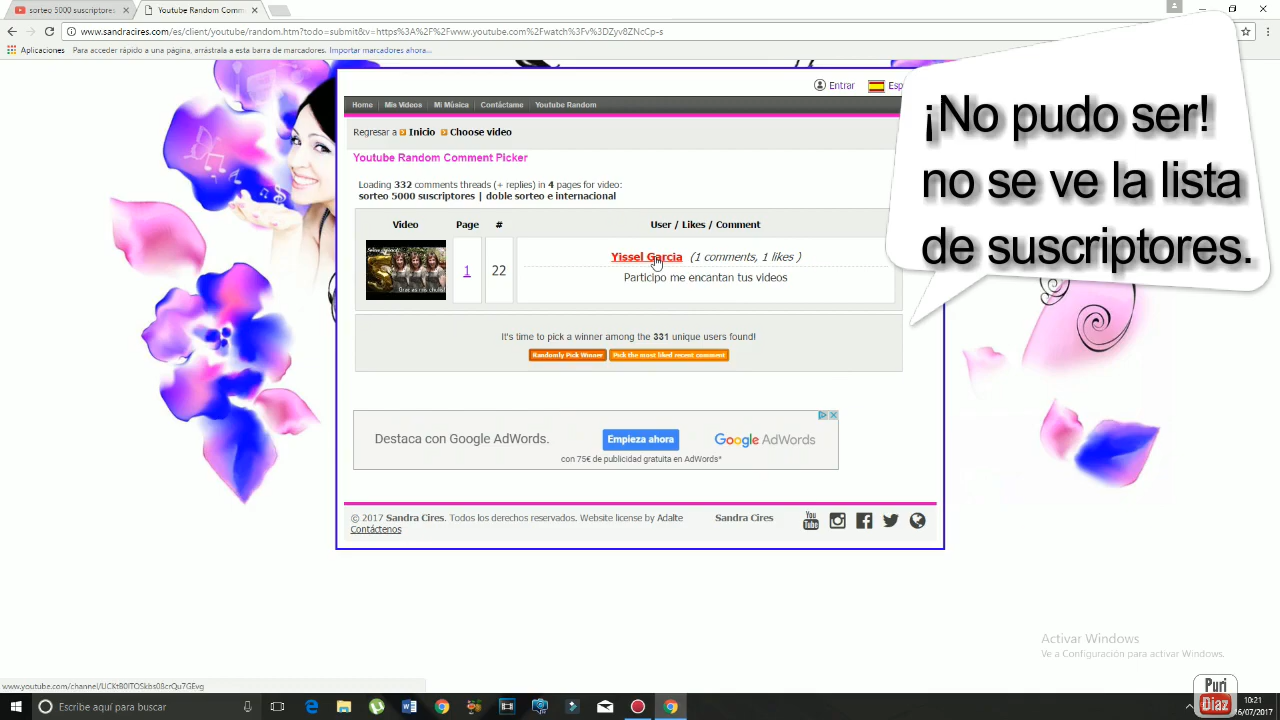 sorteo 5000 suscriptores
Youtube Random Comm
www.sandracires.com/es/client/youtube/random.htm?todo=submit&v=https%3A%2F%2Fwww.youtube.com%2Fwatch%3Fv%3DZyv8ZNcCp-s
Aplicaciones Para acceder rápido a una página, arrástrala a esta barra de marcadores. Importar marcadores ahora...
Entrar Esp
Home Mis Videos Mi Música Contáctame Youtube Random
Regresar a Inicio Choose video
Youtube Random Comment Picker
Loading 332 comments threads (+ replies) in 4 pages for video:
sorteo 5000 suscriptores | doble sorteo e internacional
Video Page # User / Likes / Comment
1 22 Yissel Garcia (1 comments, 1 likes )
Participo me encantan tus videos
It's time to pick a winner among the 331 unique users found!
Randomly Pick Winner Pick the most liked recent comment
¡No pudo ser!
no se ve la lista
de suscriptores.
Destaca con Google AdWords. Empieza ahora Google AdWords
con 75€ de publicidad gratuita en AdWords*
© 2017 Sandra Cires. Todos los derechos reservados. Website license by Adalte Sandra Cires You Tube
Contáctenos
Activar Windows
Ve a Configuración para activar Windows.
Escribe aquí para buscar
10:21
Puri
Diaz